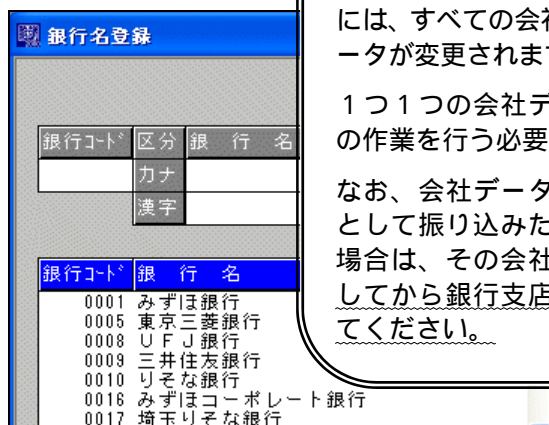 銀行名登録
銀行コード 区分 銀 行 名
カナ
漢字
銀行コード 銀 行 名
0001 みずほ銀行
0005 東京三菱銀行
0008 UFJ銀行
0009 三井住友銀行
0010 りそな銀行
0016 みずほコーポレート銀行
0017 埼玉りそな銀行
には、すべての会社
ータが変更されま
1つ1つの会社デ
の作業を行う必要
なお、会社データ
として振り込みた
場合は、その会社
してから銀行支店
てください。